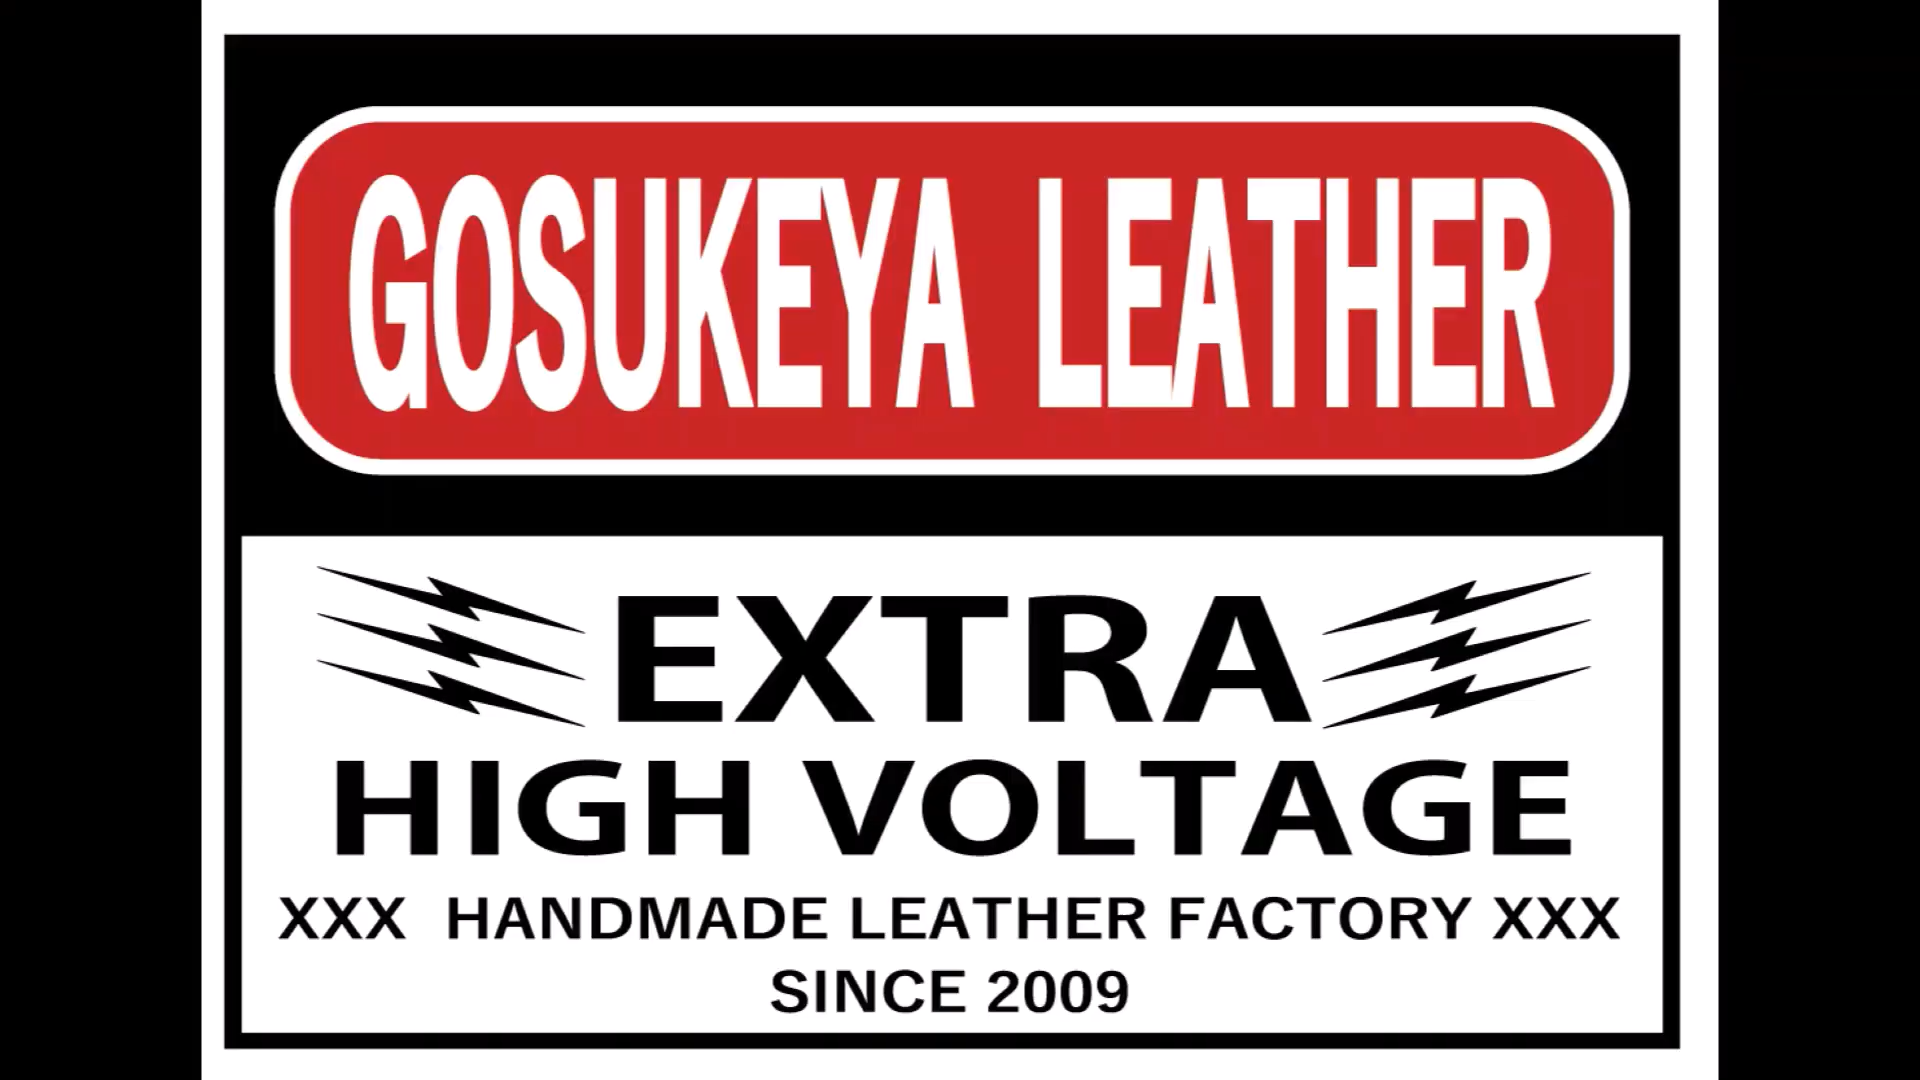 GOSUKEYA LEATHER
EXTRA
HIGH VOLTAGE
XXX HANDMADE LEATHER FACTORY XXX
SINCE 2009